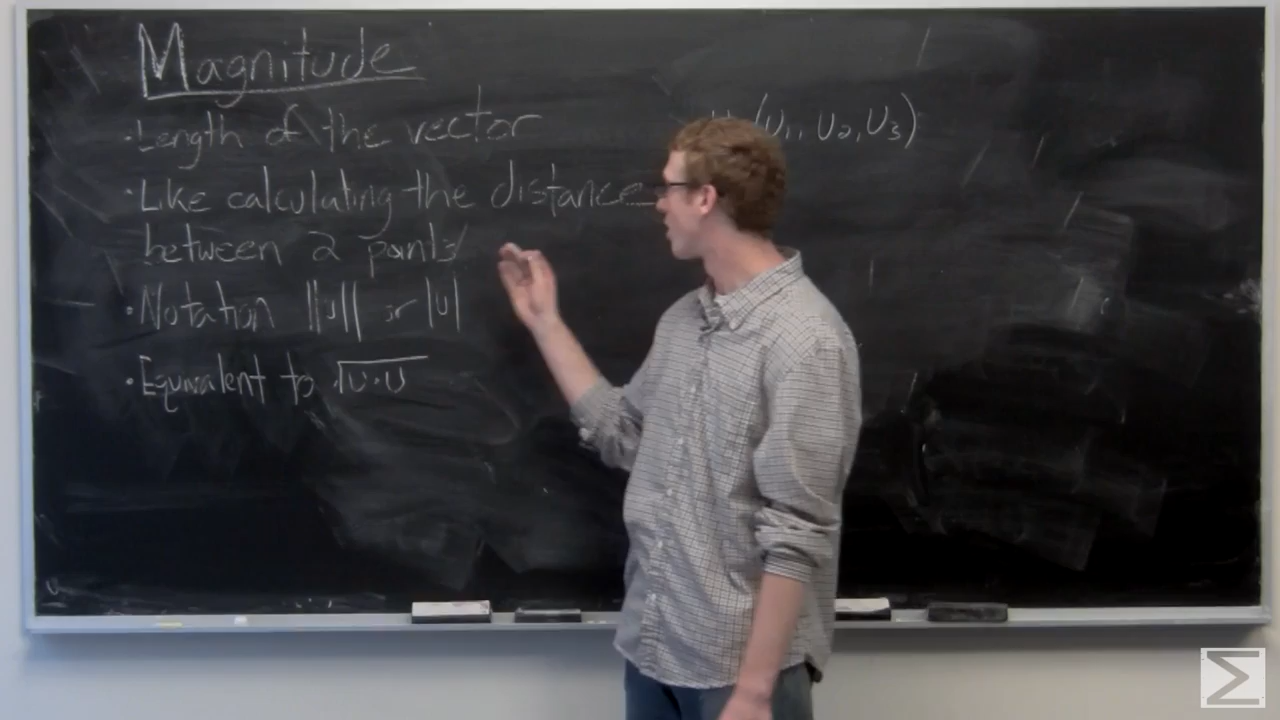 Magnitude
·Length of the vector
·Like calculating the distance
between 2 points
·Notation ||u|| or |u|
·Equivalent to √u·u
(u₁, u₂, u₃)
Σ